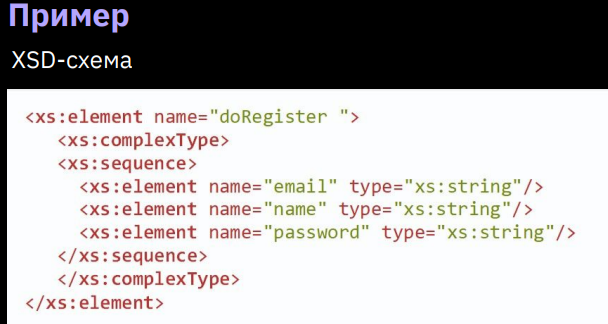 Пример
XSD-схема
<xs:element name="doRegister ">
<xs:complexType>
<xs:sequence>
<xs:element name="email" type="xs:string"/>
<xs:element name="name" type="xs:string"/>
<xs:element name="password" type="xs:string"/>
</xs:sequence>
</xs:complexType>
</xs:element>